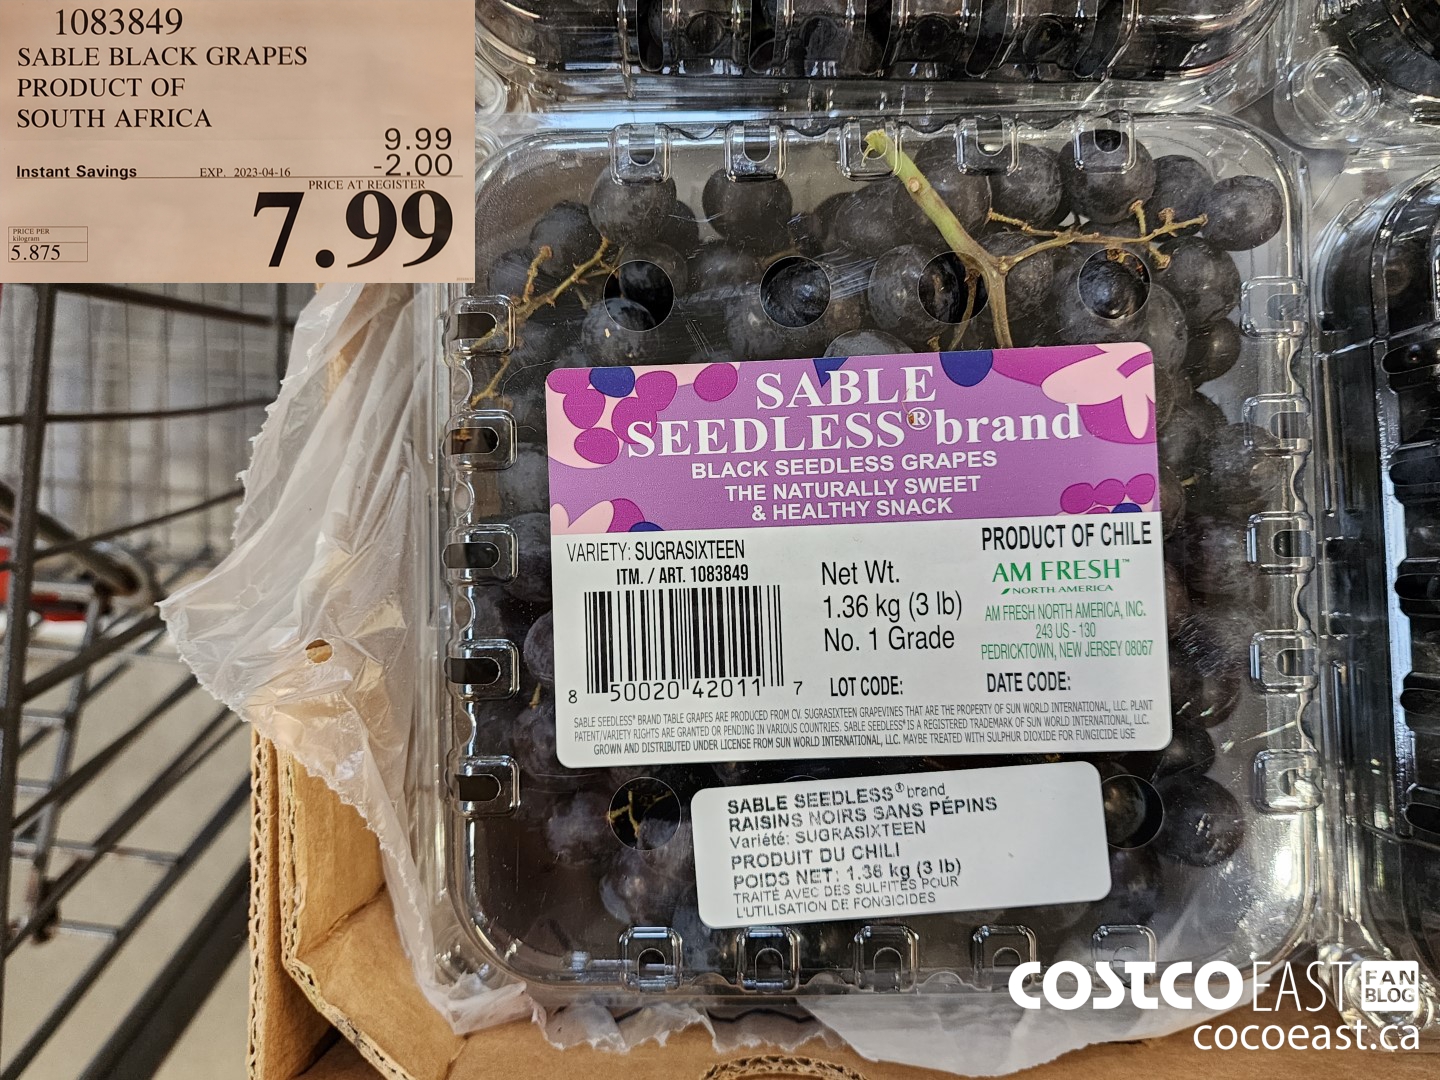 1083849
SABLE BLACK GRAPES
PRODUCT OF
SOUTH AFRICA
9.99
Instant Savings EXP. 2023-04-16 -2.00
PRICE AT REGISTER
7.99
PRICE PER
kilogram
5.875
SABLE
SEEDLESS® brand
BLACK SEEDLESS GRAPES
THE NATURALLY SWEET
& HEALTHY SNACK
VARIETY: SUGRASIXTEEN
ITM. / ART. 1083849
8 50020 42011 7
Net Wt.
1.36 kg (3 lb)
No. 1 Grade
LOT CODE:
PRODUCT OF CHILE
AM FRESH™
NORTH AMERICA
AM FRESH NORTH AMERICA, INC.
243 US - 130
PEDRICKTOWN, NEW JERSEY 08067
DATE CODE:
SABLE SEEDLESS® BRAND TABLE GRAPES ARE PRODUCED FROM CV. SUGRASIXTEEN GRAPEVINES THAT ARE THE PROPERTY OF SUN WORLD INTERNATIONAL, LLC. PLANT
PATENT/VARIETY RIGHTS ARE GRANTED OR PENDING IN VARIOUS COUNTRIES. SABLE SEEDLESS® IS A REGISTERED TRADEMARK OF SUN WORLD INTERNATIONAL, LLC.
GROWN AND DISTRIBUTED UNDER LICENSE FROM SUN WORLD INTERNATIONAL, LLC. MAYBE TREATED WITH SULPHUR DIOXIDE FOR FUNGICIDE USE
SABLE SEEDLESS® brand
RAISINS NOIRS SANS PÉPINS
Variété: SUGRASIXTEEN
PRODUIT DU CHILI
POIDS NET: 1.36 kg (3 lb)
TRAITÉ AVEC DES SULFITES POUR
L'UTILISATION DE FONGICIDES
COSTCO EAST FAN
BLOG
cocoeast.ca